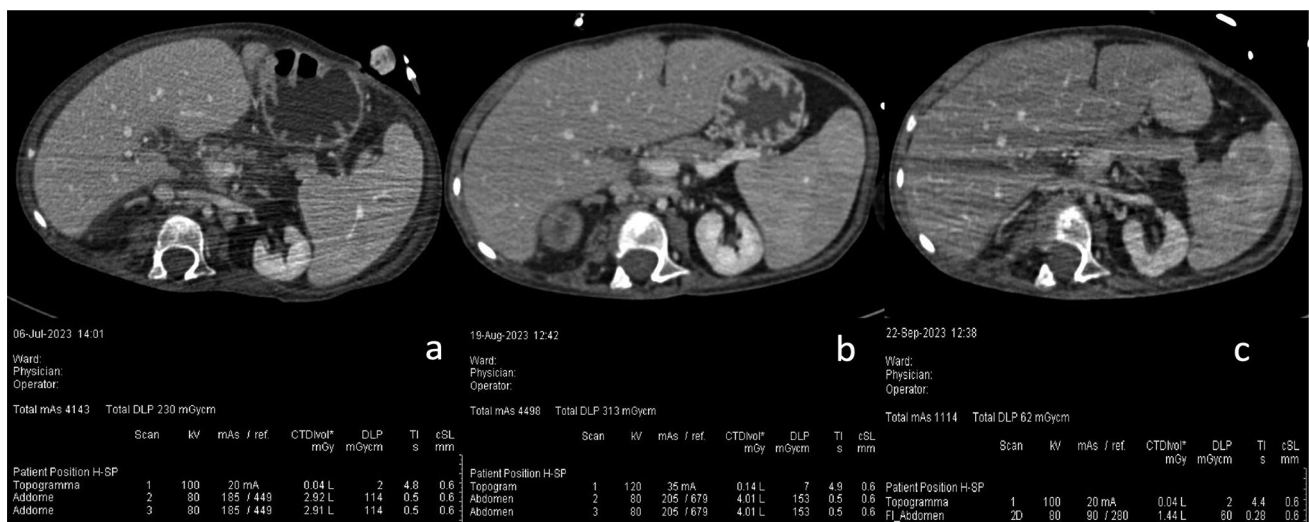 06-Jul-2023 14:01
a
Ward:
Physician:
Operator:
Total mAs 4143 Total DLP 230 mGycm
Scan kV mAs / ref. CTDIvol* DLP TI cSL
mGy mGycm s mm
Patient Position H-SP
Topogramma 1 100 20 mA 0.04 L 2 4.8 0.6
Addome 2 80 185 / 449 2.92 L 114 0.5 0.6
Addome 3 80 185 / 449 2.91 L 114 0.5 0.6
19-Aug-2023 12:42
b
Ward:
Physician:
Operator:
Total mAs 4498 Total DLP 313 mGycm
Scan kV mAs / ref. CTDIvol* DLP TI cSL
mGy mGycm s mm
Patient Position H-SP
Topogram 1 120 35 mA 0.14 L 7 4.9 0.6
Abdomen 2 80 205 / 679 4.01 L 153 0.5 0.6
Abdomen 3 80 205 / 679 4.01 L 153 0.5 0.6
22-Sep-2023 12:38
c
Ward:
Physician:
Operator:
Total mAs 1114 Total DLP 62 mGycm
Scan kV mAs / ref. CTDIvol* DLP TI cSL
mGy mGycm s mm
Patient Position H-SP
Topogramma 1 100 20 mA 0.04 L 2 4.4 0.6
Fl_Abdomen 2D 80 90 / 280 1.44 L 60 0.28 0.6